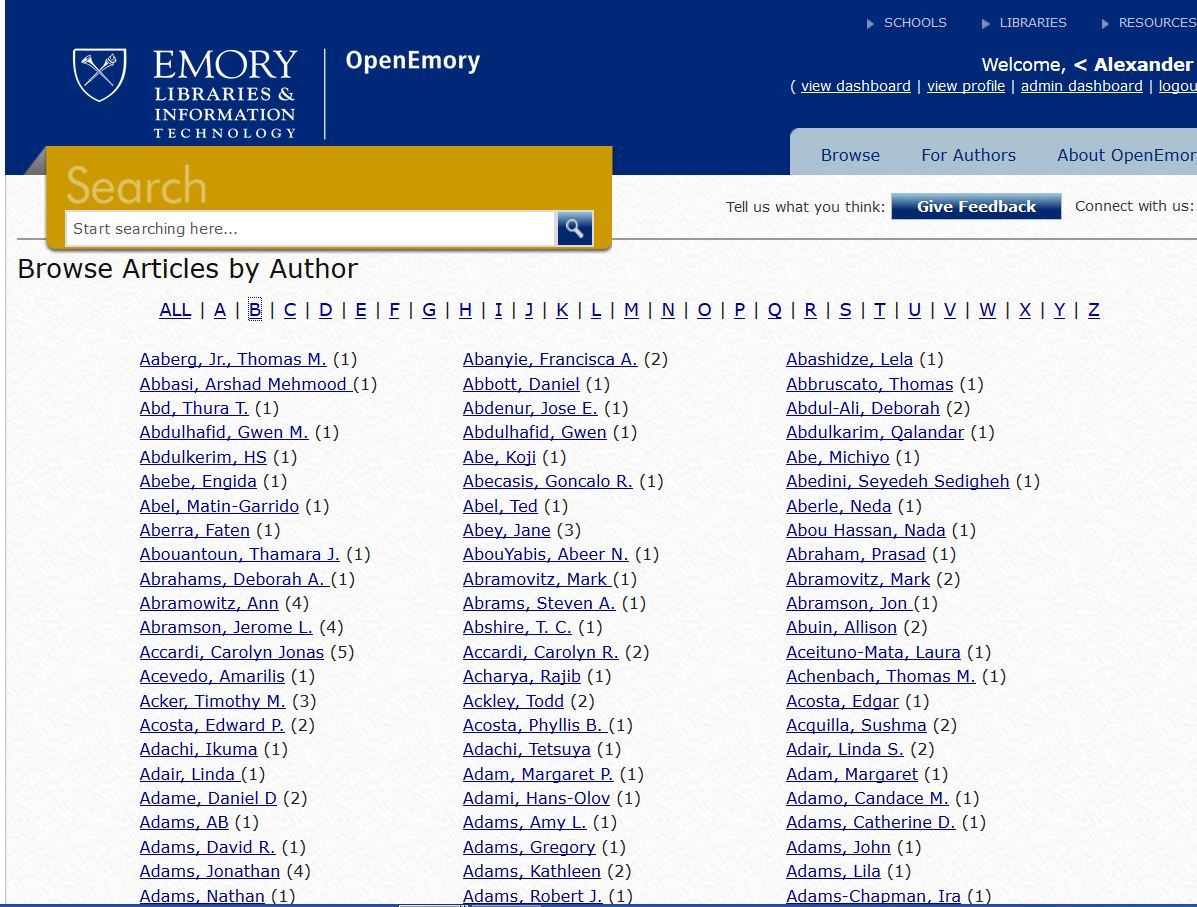 SCHOOLS LIBRARIES RESOURCES
EMORY
LIBRARIES &
INFORMATION
TECHNOLOGY
OpenEmory
Welcome, < Alexander
( view dashboard | view profile | admin dashboard | logou
Browse For Authors About OpenEmor
Search
Start searching here...
Tell us what you think: Give Feedback Connect with us:
Browse Articles by Author
ALL | A | B | C | D | E | F | G | H | I | J | K | L | M | N | O | P | Q | R | S | T | U | V | W | X | Y | Z
Aaberg, Jr., Thomas M. (1) Abanyie, Francisca A. (2) Abashidze, Lela (1)
Abbasi, Arshad Mehmood (1) Abbott, Daniel (1) Abbruscato, Thomas (1)
Abd, Thura T. (1) Abdenur, Jose E. (1) Abdul-Ali, Deborah (2)
Abdulhafid, Gwen M. (1) Abdulhafid, Gwen (1) Abdulkarim, Qalandar (1)
Abdulkerim, HS (1) Abe, Koji (1) Abe, Michiyo (1)
Abebe, Engida (1) Abecasis, Goncalo R. (1) Abedini, Seyedeh Sedigheh (1)
Abel, Matin-Garrido (1) Abel, Ted (1) Aberle, Neda (1)
Aberra, Faten (1) Abey, Jane (3) Abou Hassan, Nada (1)
Abouantoun, Thamara J. (1) AbouYabis, Abeer N. (1) Abraham, Prasad (1)
Abrahams, Deborah A. (1) Abramovitz, Mark (1) Abramovitz, Mark (2)
Abramowitz, Ann (4) Abrams, Steven A. (1) Abramson, Jon (1)
Abramson, Jerome L. (4) Abshire, T. C. (1) Abuin, Allison (2)
Accardi, Carolyn Jonas (5) Accardi, Carolyn R. (2) Aceituno-Mata, Laura (1)
Acevedo, Amarilis (1) Acharya, Rajib (1) Achenbach, Thomas M. (1)
Acker, Timothy M. (3) Ackley, Todd (2) Acosta, Edgar (1)
Acosta, Edward P. (2) Acosta, Phyllis B. (1) Acquilla, Sushma (2)
Adachi, Ikuma (1) Adachi, Tetsuya (1) Adair, Linda S. (2)
Adair, Linda (1) Adam, Margaret P. (1) Adam, Margaret (1)
Adame, Daniel D (2) Adami, Hans-Olov (1) Adamo, Candace M. (1)
Adams, AB (1) Adams, Amy L. (1) Adams, Catherine D. (1)
Adams, David R. (1) Adams, Gregory (1) Adams, John (1)
Adams, Jonathan (4) Adams, Kathleen (2) Adams, Lila (1)
Adams, Nathan (1) Adams, Robert J. (1) Adams-Chapman, Ira (1)